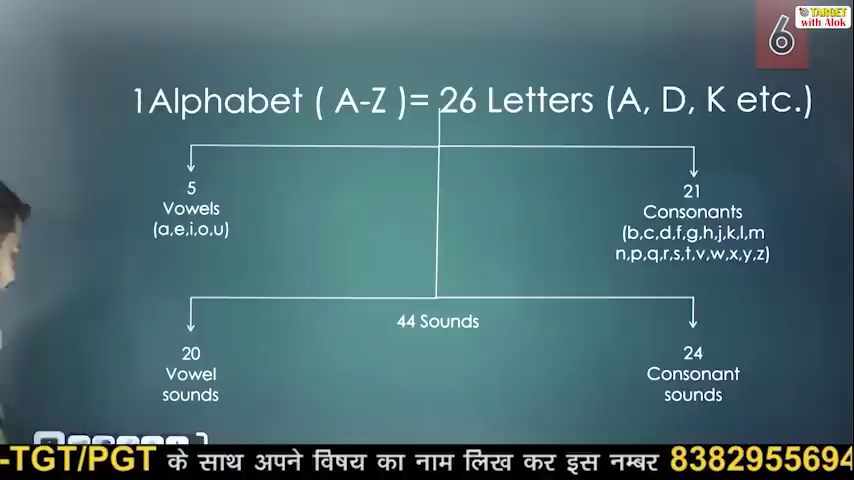 TARGET
with Alok
6
1Alphabet ( A-Z )= 26 Letters (A, D, K etc.)
5
Vowels
(a,e,i,o,u)
21
Consonants
(b,c,d,f,g,h,j,k,l,m
n,p,q,r,s,t,v,w,x,y,z)
44 Sounds
20
Vowel
sounds
24
Consonant
sounds
-TGT/PGT के साथ अपने विषय का नाम लिख कर इस नम्बर 8382955694